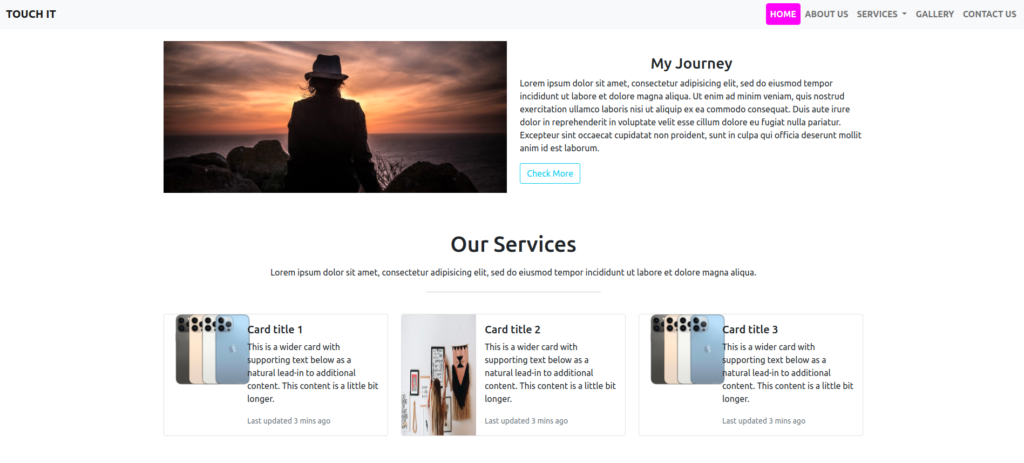 TOUCH IT
HOME ABOUT US SERVICES GALLERY CONTACT US
My Journey
Lorem ipsum dolor sit amet, consectetur adipisicing elit, sed do eiusmod tempor
incididunt ut labore et dolore magna aliqua. Ut enim ad minim veniam, quis nostrud
exercitation ullamco laboris nisi ut aliquip ex ea commodo consequat. Duis aute irure
dolor in reprehenderit in voluptate velit esse cillum dolore eu fugiat nulla pariatur.
Excepteur sint occaecat cupidatat non proident, sunt in culpa qui officia deserunt mollit
anim id est laborum.
Check More
Our Services
Lorem ipsum dolor sit amet, consectetur adipisicing elit, sed do eiusmod tempor incididunt ut labore et dolore magna aliqua.
Card title 1
This is a wider card with
supporting text below as a
natural lead-in to additional
content. This content is a little bit
longer.
Last updated 3 mins ago
Card title 2
This is a wider card with
supporting text below as a
natural lead-in to additional
content. This content is a little bit
longer.
Last updated 3 mins ago
Card title 3
This is a wider card with
supporting text below as a
natural lead-in to additional
content. This content is a little bit
longer.
Last updated 3 mins ago